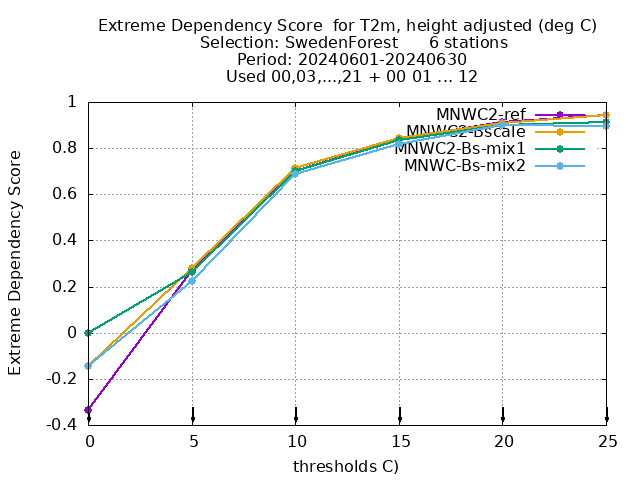 Extreme Dependency Score  for T2m, height adjusted (deg C)
Selection: SwedenForest      6 stations
Period: 20240601-20240630
Used 00,03,...,21 + 00 01 ... 12
MNWC2-ref
MNWC2-Bscale
MNWC2-Bs-mix1
MNWC-Bs-mix2
Extreme Dependency Score
1
0.8
0.6
0.4
0.2
0
-0.2
-0.4
0 5 10 15 20 25
thresholds C)